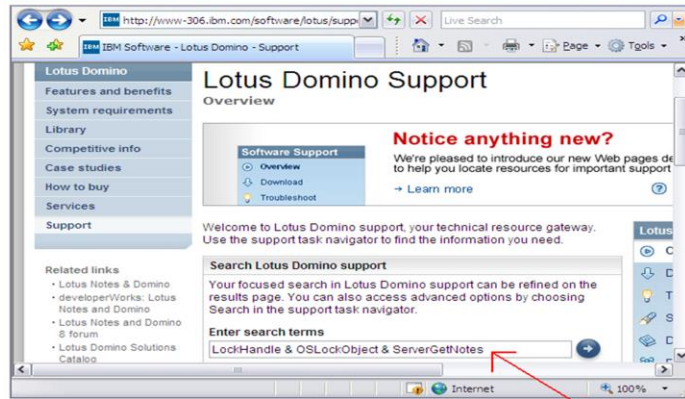 http://www-306.ibm.com/software/lotus/supp
Live Search
IBM Software - Lotus Domino - Support
Page
Tools
Lotus Domino
Features and benefits
System requirements
Library
Competitive info
Case studies
How to buy
Services
Support
Related links
Lotus Notes & Domino
developerWorks: Lotus
Notes and Domino
Lotus Notes and Domino
8 forum
Lotus Domino Solutions
Catalog
Lotus Domino Support
Overview
Software Support
Overview
Download
Troubleshoot
Notice anything new?
We're pleased to introduce our new Web pages de
to help you locate resources for important support
Learn more
Welcome to Lotus Domino support, your technical resource gateway.
Use the support task navigator to find the information you need.
Search Lotus Domino support
Your focused search in Lotus Domino support can be refined on the
results page. You can also access advanced options by choosing
Search in the support task navigator.
Enter search terms
LockHandle & OSLockObject & ServerGetNotes
Lotus
O
D
T
S
D
Internet
100%